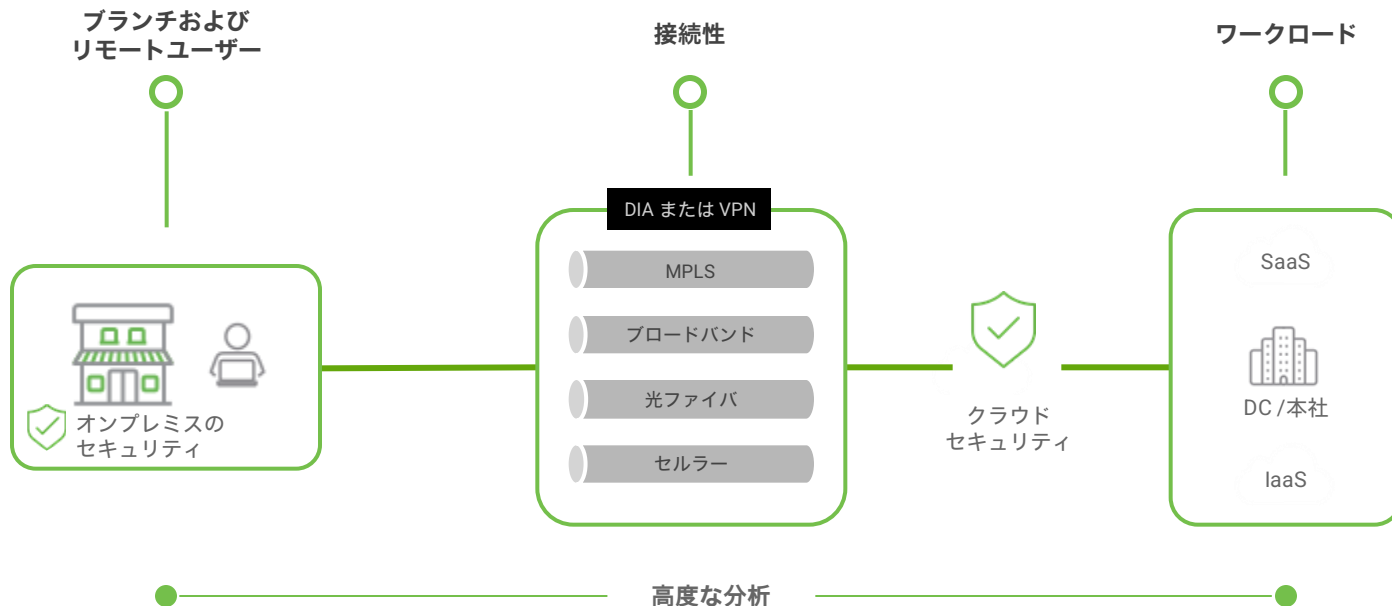 ブランチおよび
リモートユーザー
接続性
ワークロード
DIA または VPN
MPLS
ブロードバンド
光ファイバ
セルラー
オンプレミスの
セキュリティ
クラウド
セキュリティ
SaaS
DC /本社
IaaS
高度な分析